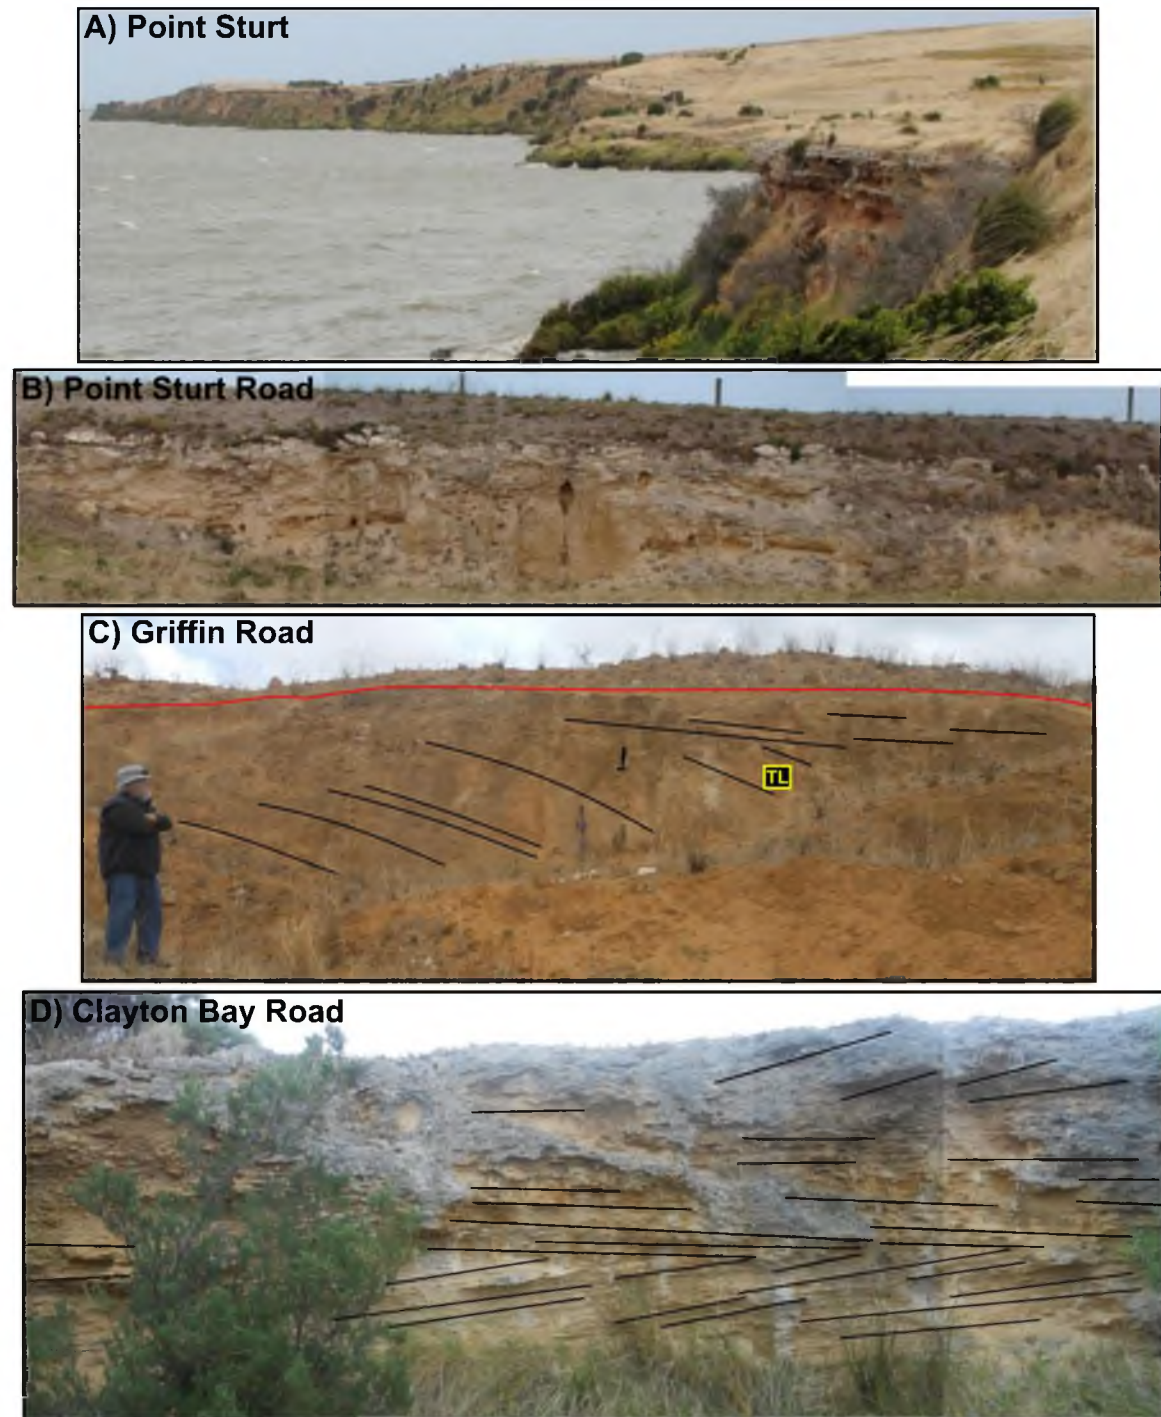 A) Point Sturt
B) Point Sturt Road
C) Griffin Road
TL
D) Clayton Bay Road